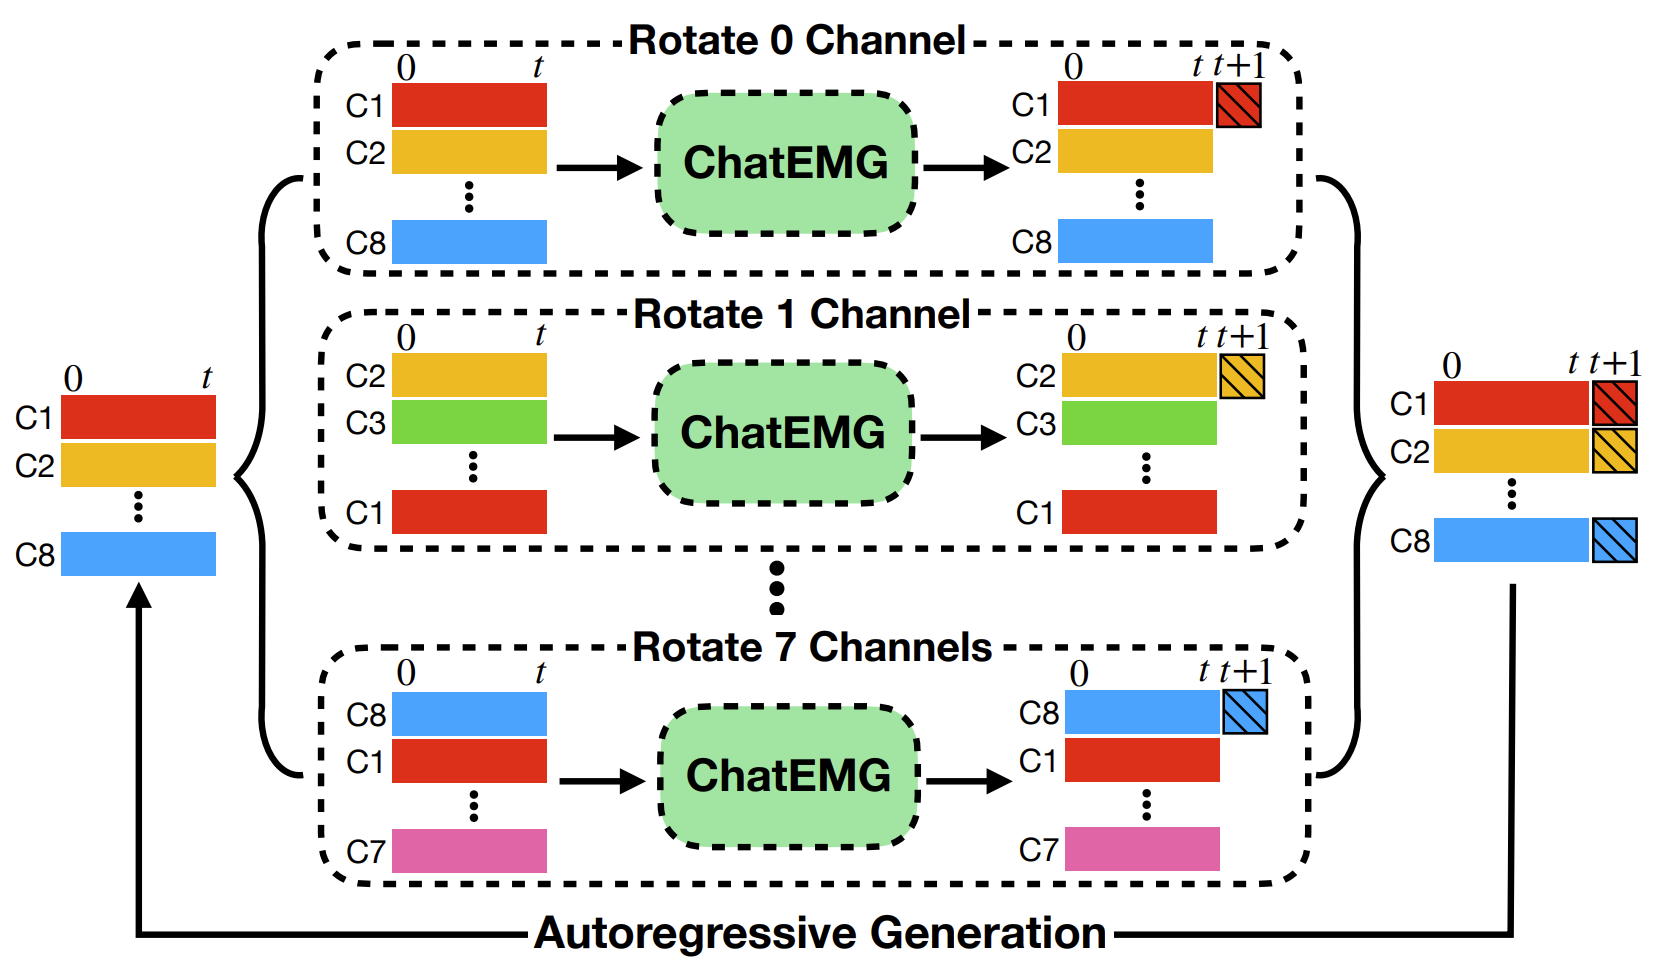 Rotate 0 Channel
0 t
C1
C2
C8
ChatEMG
0 t t+1
C1
C2
C8
Rotate 1 Channel
0 t
C2
C3
C1
ChatEMG
0 t t+1
C2
C3
C1
0 t
C1
C2
C8
0 t t+1
C1
C2
C8
Rotate 7 Channels
0 t
C8
C1
C7
ChatEMG
0 t t+1
C8
C1
C7
Autoregressive Generation